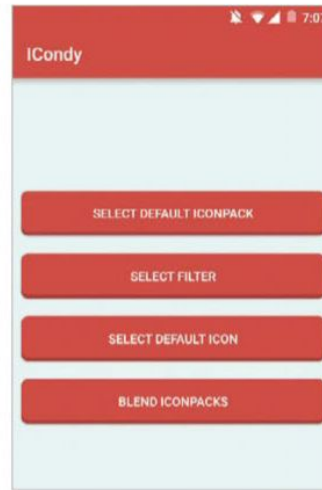 7:07
ICondy
SELECT DEFAULT ICONPACK
SELECT FILTER
SELECT DEFAULT ICON
BLEND ICONPACKS